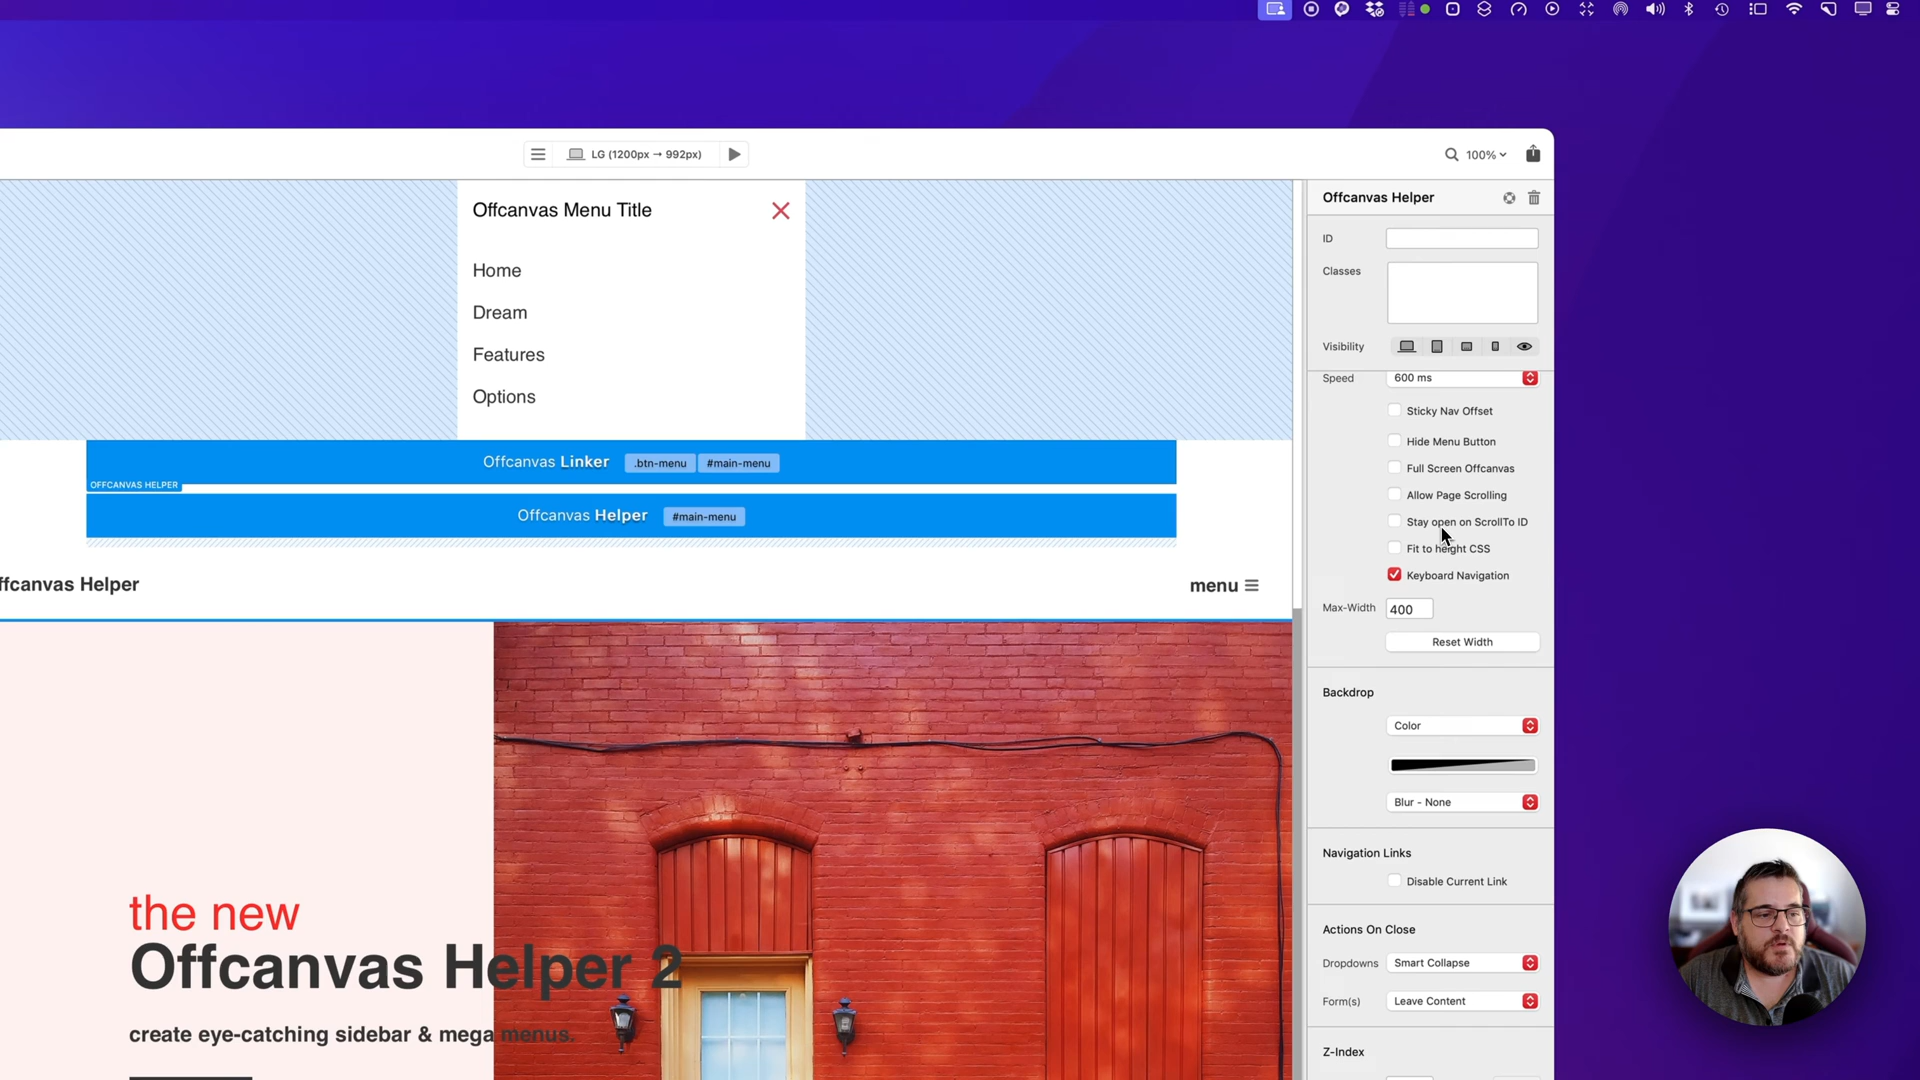 LG (1200px → 992px)
100%
Offcanvas Menu Title
Home
Dream
Features
Options
Offcanvas Linker .btn-menu #main-menu
OFFCANVAS HELPER
Offcanvas Helper #main-menu
ffcanvas Helper
menu
the new
Offcanvas Helper 2
create eye-catching sidebar & mega menus.
Offcanvas Helper
ID
Classes
Visibility
Speed 600 ms
Sticky Nav Offset
Hide Menu Button
Full Screen Offcanvas
Allow Page Scrolling
Stay open on ScrollTo ID
Fit to height CSS
Keyboard Navigation
Max-Width 400
Reset Width
Backdrop
Color
Blur - None
Navigation Links
Disable Current Link
Actions On Close
Dropdowns Smart Collapse
Form(s) Leave Content
Z-Index